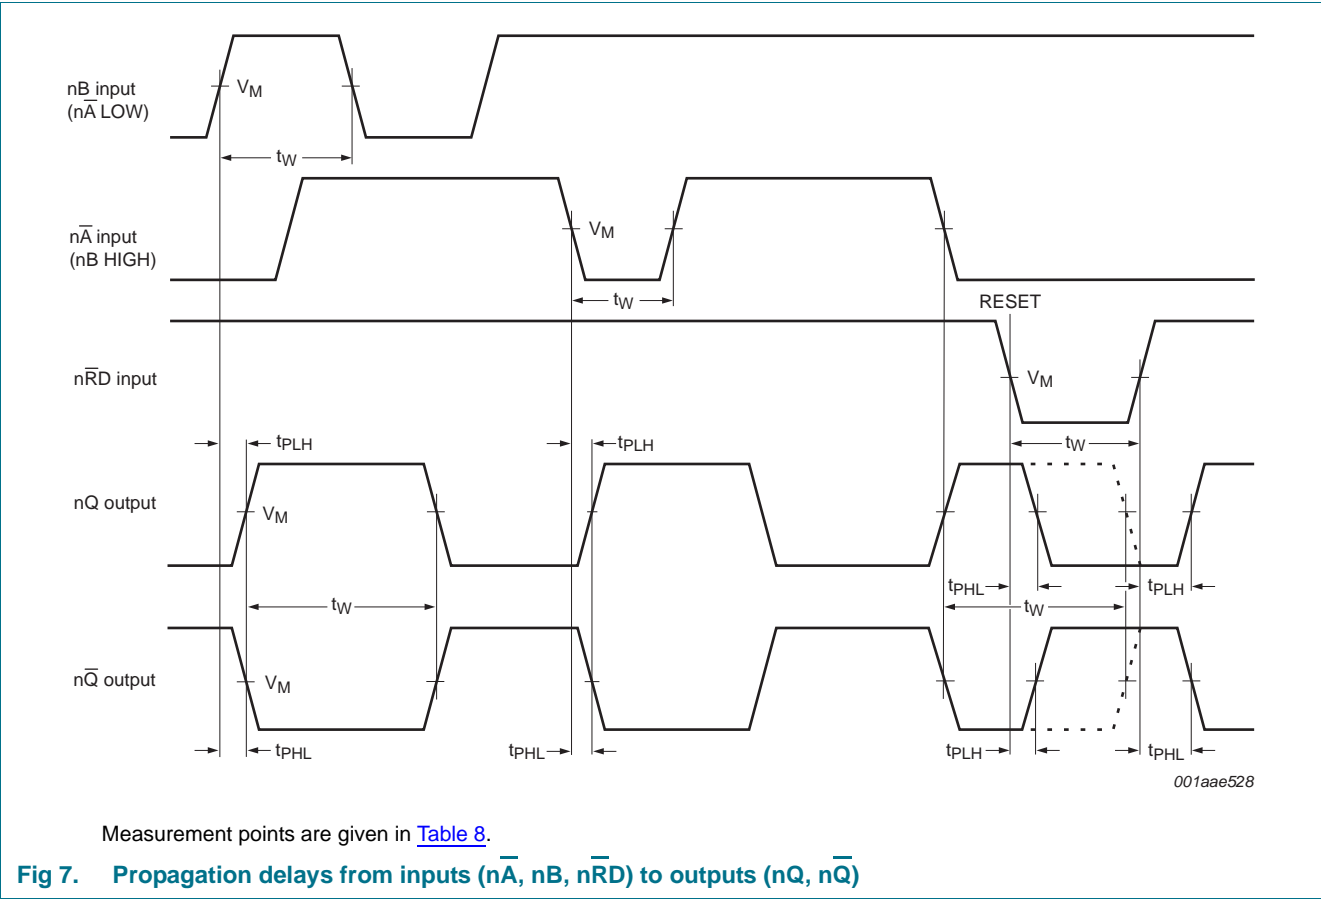 nB input
(nA̅ LOW)
VM
tW
nA̅ input
(nB HIGH)
VM
tW
RESET
nR̅D input
VM
tW
tPLH
tPLH
nQ output
VM
tPHL
tPLH
tW
tW
nQ̅ output
VM
tPHL
tPHL
tPLH
tPHL
001aae528
Measurement points are given in Table 8.
Fig 7. Propagation delays from inputs (nA̅, nB, nR̅D) to outputs (nQ, nQ̅)